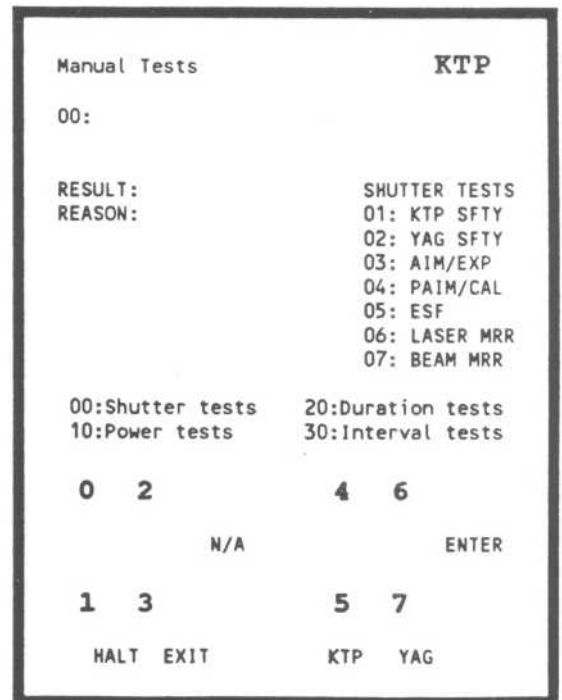 Manual Tests KTP
00:
RESULT: SHUTTER TESTS
REASON: 01: KTP SFTY
02: YAG SFTY
03: AIM/EXP
04: PAIM/CAL
05: ESF
06: LASER MRR
07: BEAM MRR
00:Shutter tests 20:Duration tests
10:Power tests 30:Interval tests
0 2 4 6
N/A ENTER
1 3 5 7
HALT EXIT KTP YAG